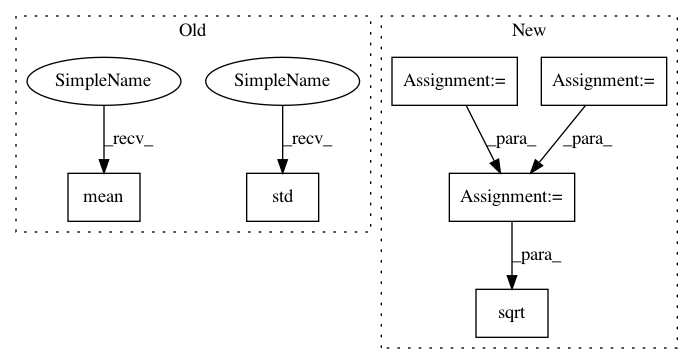 Old
New
SimpleName
SimpleName
Assignment:=
Assignment:=
_recv_
_recv_
_para_
_para_
mean
std
Assignment:=
_para_
sqrt